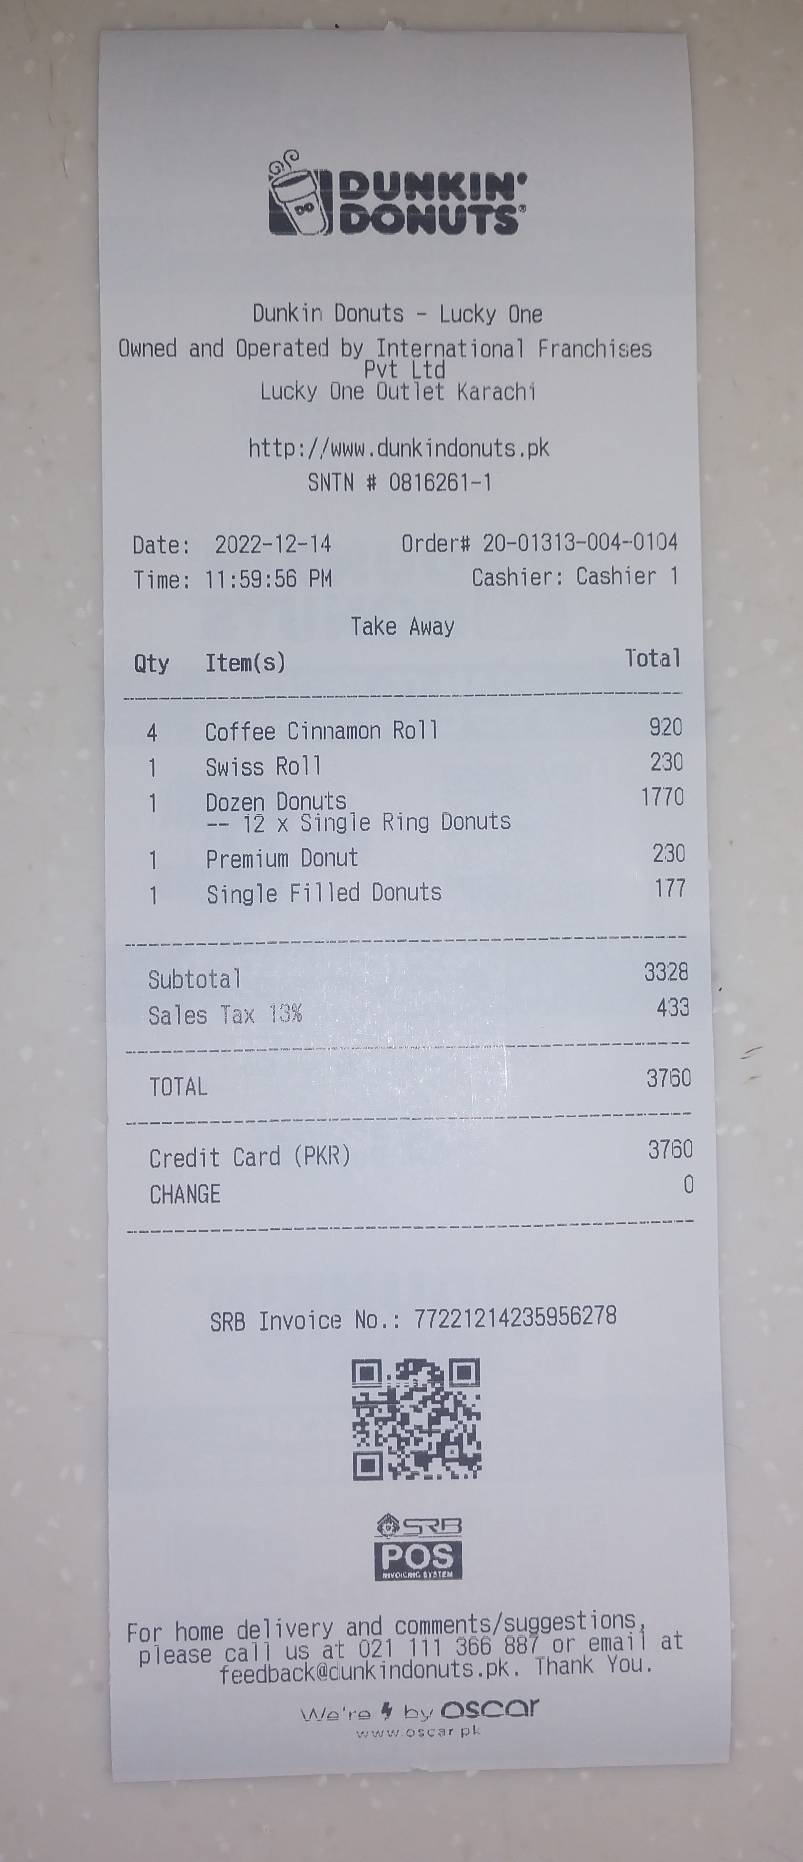 DUNKIN'
DONUTS®
Dunkin Donuts - Lucky One
Owned and Operated by International Franchises
Pvt Ltd
Lucky One Outlet Karachi
http://www.dunkindonuts.pk
SNTN # 0816261-1
Date: 2022-12-14 Order# 20-01313-004-0104
Time: 11:59:56 PM Cashier: Cashier 1
Take Away
Qty Item(s) Total
4 Coffee Cinnamon Roll 920
1 Swiss Roll 230
1 Dozen Donuts 1770
-- 12 x Single Ring Donuts
1 Premium Donut 230
1 Single Filled Donuts 177
Subtotal 3328
Sales Tax 13% 433
TOTAL 3760
Credit Card (PKR) 3760
CHANGE 0
SRB Invoice No.: 77221214235956278
SRB
POS
INVOICING SYSTEM
For home delivery and comments/suggestions,
please call us at 021 111 366 887 or email at
feedback@dunkindonuts.pk. Thank You.
We're by oscar
www.oscar.pk